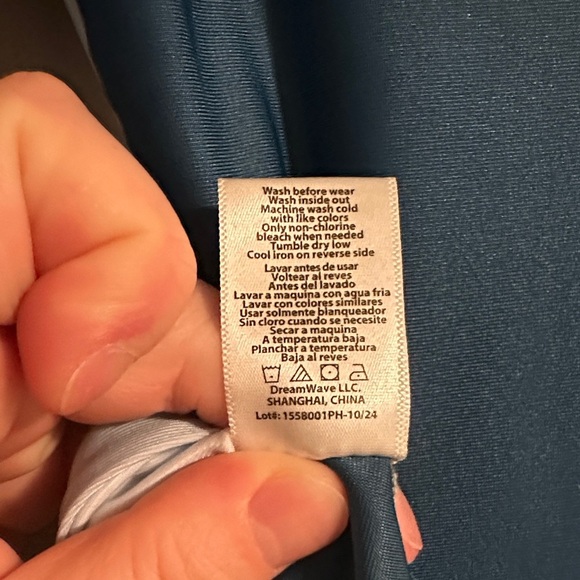 Wash before wear
Wash inside out
Machine wash cold
with like colors
Only non-chlorine
bleach when needed
Tumble dry low
Cool iron on reverse side
Lavar antes de usar
Voltear al reves
Antes del lavado
Lavar a maquina con agua fria
Lavar con colores similares
Usar solmente blanqueador
Sin cloro cuando se necesite
Secar a maquina
A temperatura baja
Planchar a temperatura
Baja al reves
DreamWave LLC.
SHANGHAI, CHINA
Lot#: 1558001PH-10/24